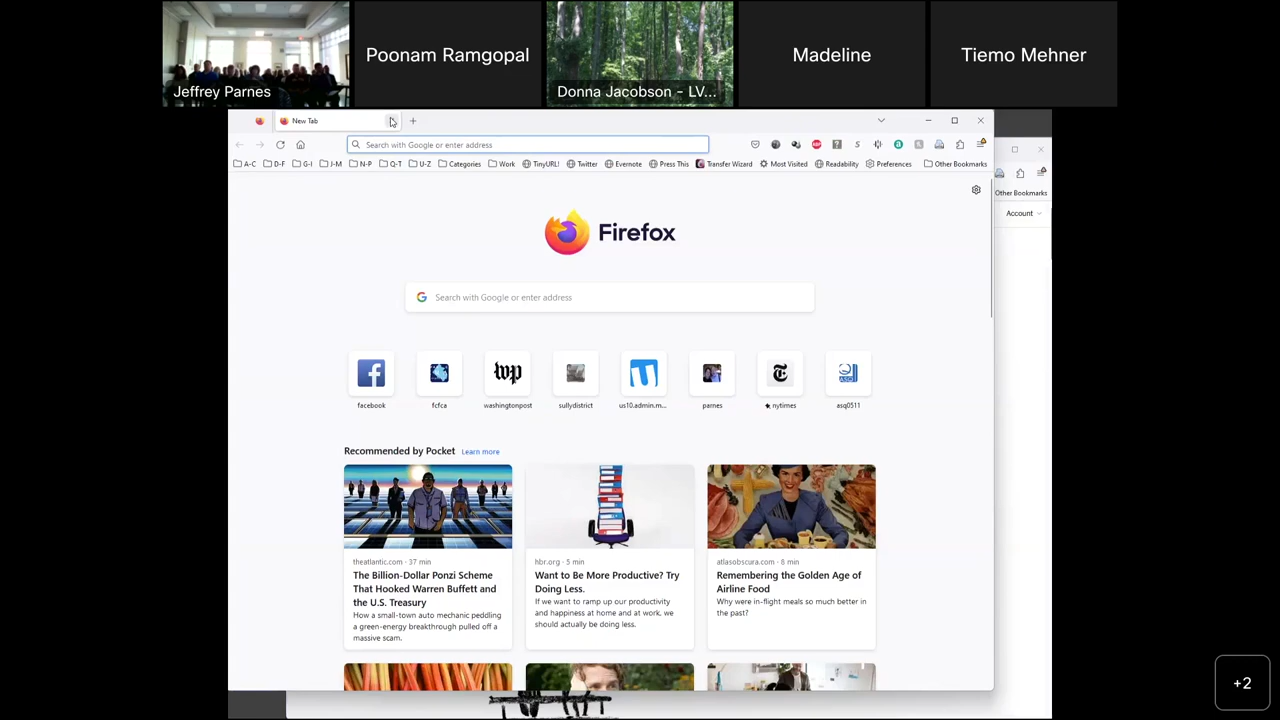 Jeffrey Parnes
Poonam Ramgopal
Donna Jacobson - LV...
Madeline
Tiemo Mehner
New Tab
Search with Google or enter address
A-C
D-F
G-I
J-M
N-P
Q-T
U-Z
Categories
Work
TinyURL!
Twitter
Evernote
Press This
Transfer Wizard
Most Visited
Readability
Preferences
Other Bookmarks
Other Bookmarks
Account
Firefox
Search with Google or enter address
facebook
fcfca
washingtonpost
sullydistrict
us10.admin.m...
parnes
nytimes
asq0511
Recommended by Pocket Learn more
theatlantic.com · 37 min
The Billion-Dollar Ponzi Scheme
That Hooked Warren Buffett and
the U.S. Treasury
How a small-town auto mechanic peddling
a green-energy breakthrough pulled off a
massive scam.
hbr.org · 5 min
Want to Be More Productive? Try
Doing Less.
If we want to ramp up our productivity
and happiness at home and at work, we
should actually be doing less.
atlasobscura.com · 8 min
Remembering the Golden Age of
Airline Food
Why were in-flight meals so much better in
the past?
+2